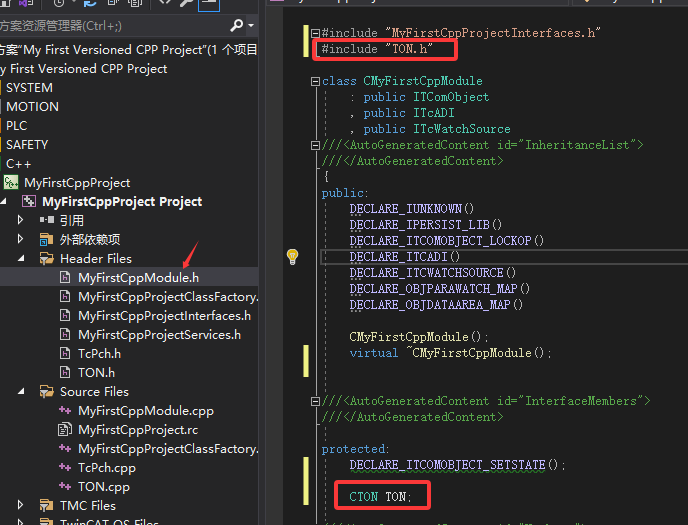 方案资源管理器(Ctrl+;)
方案"My First Versioned CPP Project"(1 个项目
y First Versioned CPP Project
SYSTEM
MOTION
PLC
SAFETY
C++
MyFirstCppProject
MyFirstCppProject Project
引用
外部依赖项
Header Files
MyFirstCppModule.h
MyFirstCppProjectClassFactory.
MyFirstCppProjectInterfaces.h
MyFirstCppProjectServices.h
TcPch.h
TON.h
Source Files
MyFirstCppModule.cpp
MyFirstCppProject.rc
MyFirstCppProjectClassFactory.
TcPch.cpp
TON.cpp
TMC Files
TwinCAT OS Files
#include "MyFirstCppProjectInterfaces.h"
#include "TON.h"
class CMyFirstCppModule
: public ITComObject
, public ITcADI
, public ITcWatchSource
///<AutoGeneratedContent id="InheritanceList">
///</AutoGeneratedContent>
{
public:
DECLARE_IUNKNOWN()
DECLARE_IPERSIST_LIB()
DECLARE_ITCOMOBJECT_LOCKOP()
DECLARE_ITCADI()
DECLARE_ITCWATCHSOURCE()
DECLARE_OBJPARAWATCH_MAP()
DECLARE_OBJDATAAREA_MAP()
CMyFirstCppModule();
virtual ~CMyFirstCppModule();
///<AutoGeneratedContent id="InterfaceMembers">
///</AutoGeneratedContent>
protected:
DECLARE_ITCOMOBJECT_SETSTATE();
CTON TON;